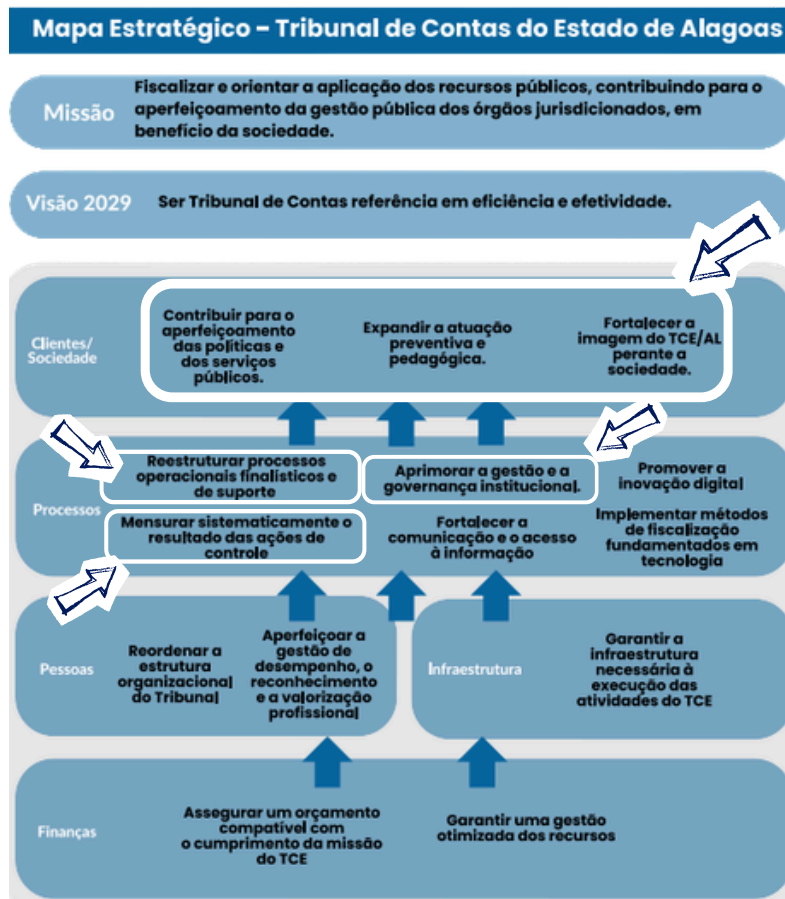 Mapa Estratégico – Tribunal de Contas do Estado de Alagoas
Missão
Fiscalizar e orientar a aplicação dos recursos públicos, contribuindo para o
aperfeiçoamento da gestão pública dos órgãos jurisdicionados, em
benefício da sociedade.
Visão 2029
Ser Tribunal de Contas referência em eficiência e efetividade.
Clientes/
Sociedade
Contribuir para o
aperfeiçoamento
das políticas e
dos serviços
públicos.
Expandir a atuação
preventiva e
pedagógica.
Fortalecer a
imagem do TCE/AL
perante a
sociedade.
Processos
Reestruturar processos
operacionais finalísticos e
de suporte
Aprimorar a gestão e a
governança institucional.
Promover a
inovação digital
Mensurar sistematicamente o
resultado das ações de
controle
Fortalecer a
comunicação e o acesso
à informação
Implementar métodos
de fiscalização
fundamentados em
tecnologia
Pessoas
Reordenar a
estrutura
organizacional
do Tribunal
Aperfeiçoar a
gestão de
desempenho, o
reconhecimento
e a valorização
profissional
Infraestrutura
Garantir a
infraestrutura
necessária à
execução das
atividades do TCE
Finanças
Assegurar um orçamento
compatível com
o cumprimento da missão
do TCE
Garantir uma gestão
otimizada dos recursos